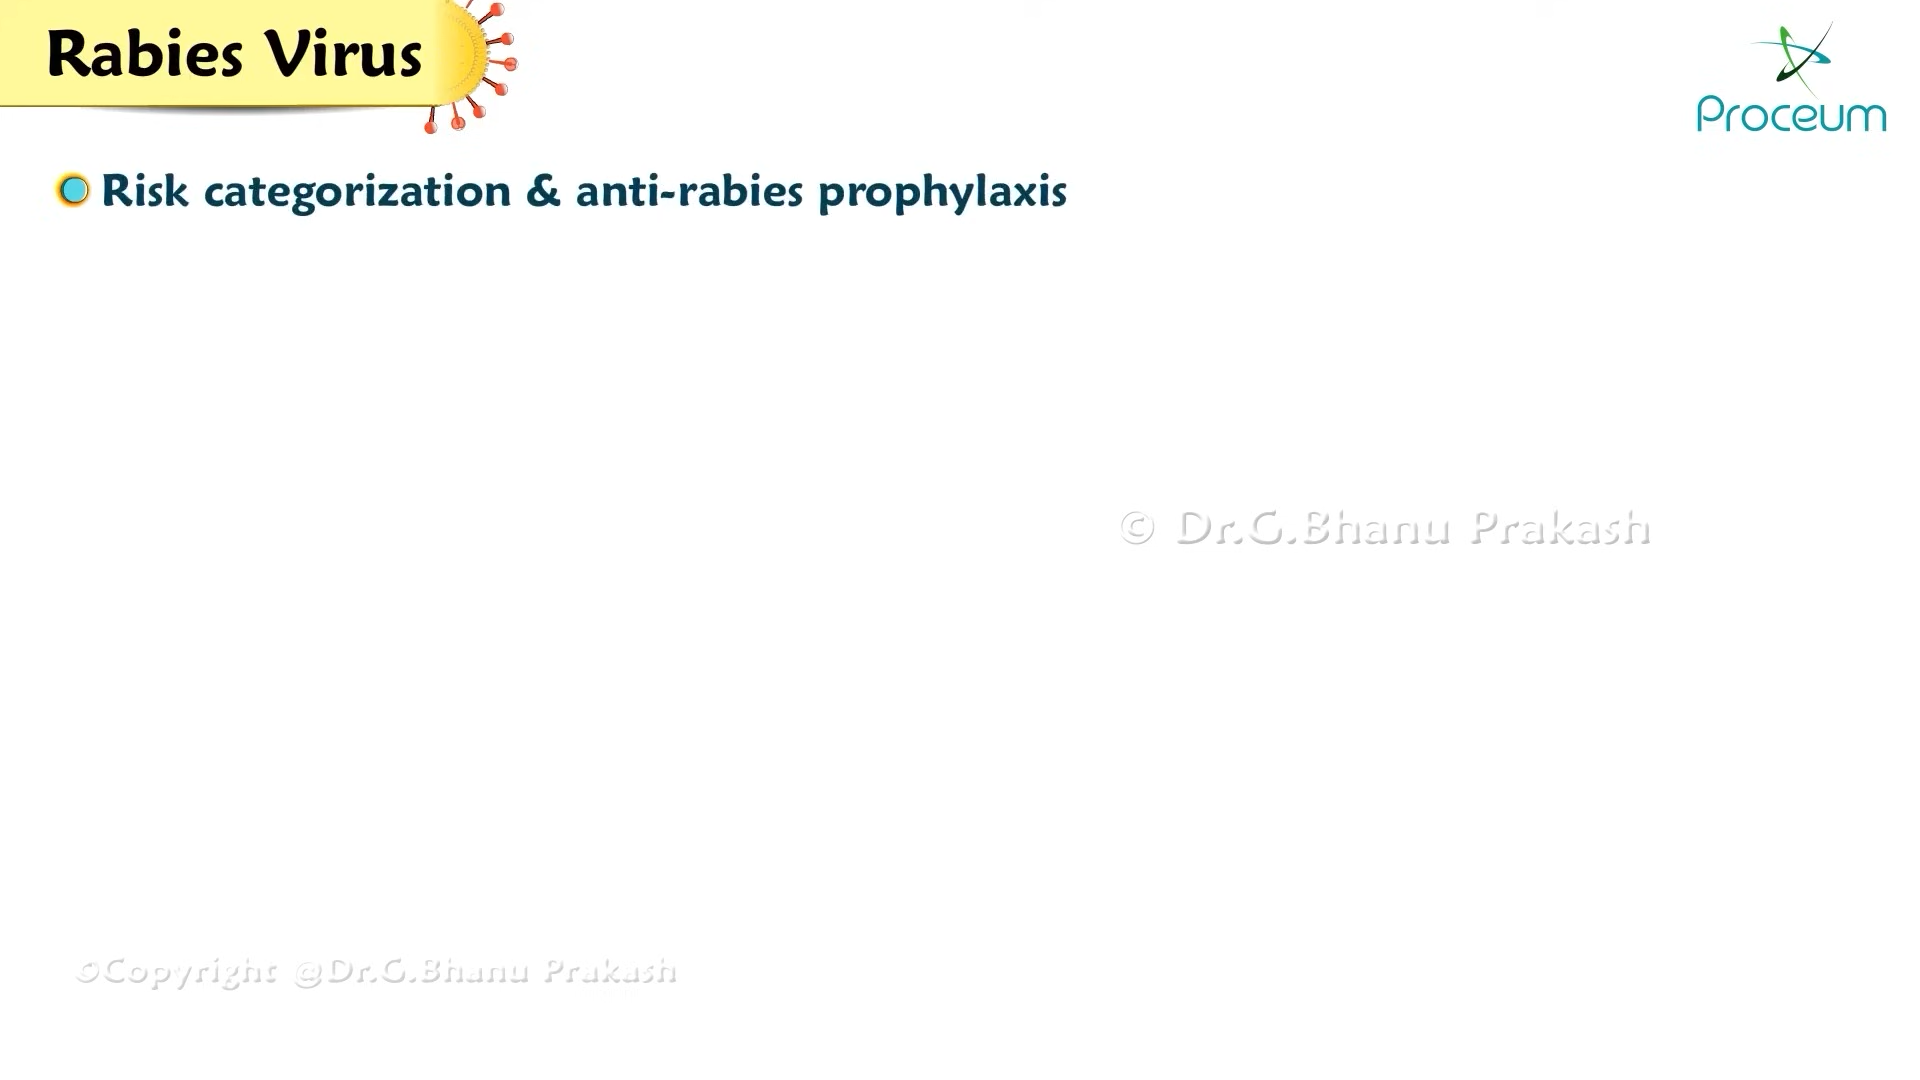 Rabies Virus
Proceum
Risk categorization & anti-rabies prophylaxis
© Dr.G.Bhanu Prakash
©Copyright @Dr.G.Bhanu Prakash